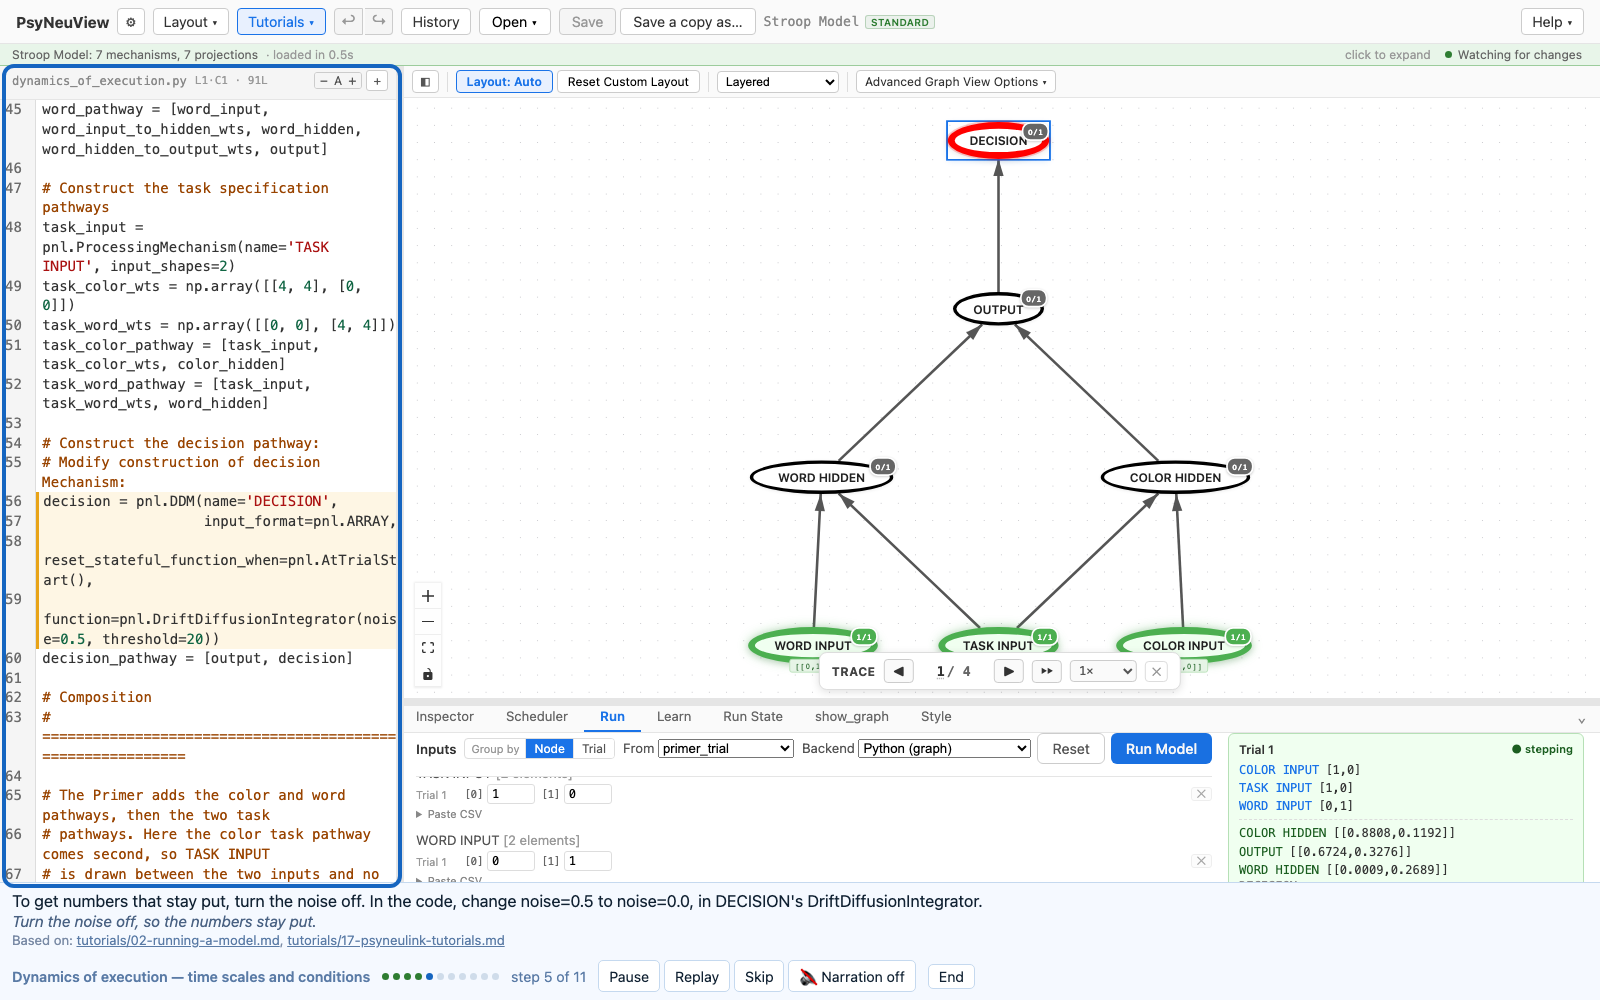 PsyNeuView ⚙ Layout ▾ Tutorials ▾ ↩ ↪ History Open ▾ Save Save a copy as... Stroop Model STANDARD Help ▾
Stroop Model: 7 mechanisms, 7 projections · loaded in 0.5s click to expand ● Watching for changes
dynamics_of_execution.py L1·C1 · 91L − A + +
Layout: Auto Reset Custom Layout Layered Advanced Graph View Options ▾
45 word_pathway = [word_input,
word_input_to_hidden_wts, word_hidden,
word_hidden_to_output_wts, output]
46
47 # Construct the task specification
pathways
48 task_input =
pnl.ProcessingMechanism(name='TASK
INPUT', input_shapes=2)
49 task_color_wts = np.array([[4, 4], [0,
0]])
50 task_word_wts = np.array([[0, 0], [4, 4]])
51 task_color_pathway = [task_input,
task_color_wts, color_hidden]
52 task_word_pathway = [task_input,
task_word_wts, word_hidden]
53
54 # Construct the decision pathway:
55 # Modify construction of decision
Mechanism:
56 decision = pnl.DDM(name='DECISION',
57 input_format=pnl.ARRAY,
58
reset_stateful_function_when=pnl.AtTrialSt
art(),
59
function=pnl.DriftDiffusionIntegrator(nois
e=0.5, threshold=20))
60 decision_pathway = [output, decision]
61
62 # Composition
63 #
==========================================
=================
64
65 # The Primer adds the color and word
pathways, then the two task
66 # pathways. Here the color task pathway
comes second, so TASK INPUT
67 # is drawn between the two inputs and no
DECISION 0/1
OUTPUT 0/1
WORD HIDDEN 0/1
COLOR HIDDEN 0/1
WORD INPUT 1/1
TASK INPUT 1/1
COLOR INPUT 1/1
TRACE ◀ 1 / 4 ▶ 1× ×
Inspector Scheduler Run Learn Run State show_graph Style
Inputs Group by Node Trial From primer_trial Backend Python (graph) Reset Run Model
TASK INPUT [2 elements]
Trial 1 [0] 1 [1] 0 ×
▶ Paste CSV
WORD INPUT [2 elements]
Trial 1 [0] 0 [1] 1 ×
▶ Paste CSV
Trial 1 ● stepping
COLOR INPUT [1,0]
TASK INPUT [1,0]
WORD INPUT [0,1]
COLOR HIDDEN [[0.8808,0.1192]]
OUTPUT [[0.6724,0.3276]]
WORD HIDDEN [[0.0009,0.2689]]
To get numbers that stay put, turn the noise off. In the code, change noise=0.5 to noise=0.0, in DECISION's DriftDiffusionIntegrator.
Turn the noise off, so the numbers stay put.
Based on: tutorials/02-running-a-model.md, tutorials/17-psyneulink-tutorials.md
Dynamics of execution — time scales and conditions step 5 of 11 Pause Replay Skip Narration off End